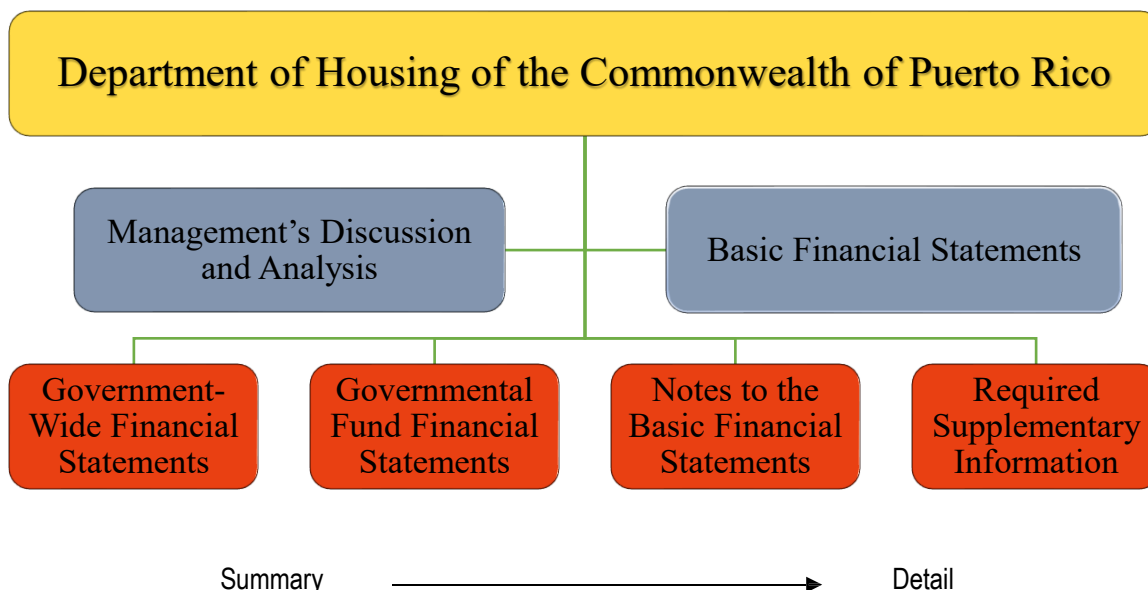 Department of Housing of the Commonwealth of Puerto Rico
Management’s Discussion
and Analysis
Basic Financial Statements
Government-
Wide Financial
Statements
Governmental
Fund Financial
Statements
Notes to the
Basic Financial
Statements
Required
Supplementary
Information
Summary
Detail